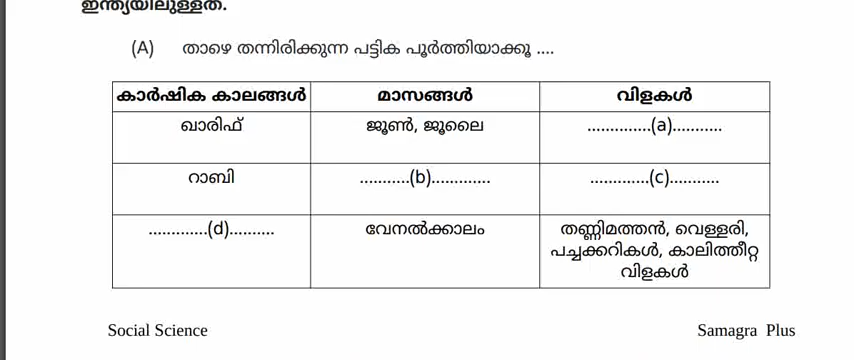 ഇന്ത്യയിലുള്ളത്.
(A) താഴെ തന്നിരിക്കുന്ന പട്ടിക പൂർത്തിയാക്കൂ ....
കാർഷിക കാലങ്ങൾ മാസങ്ങൾ വിളകൾ
ഖാരിഫ് ജൂൺ, ജൂലൈ ..............(a)...........
റാബി ...........(b)............. .............(c)...........
.............(d).......... വേനൽക്കാലം തണ്ണിമത്തൻ, വെള്ളരി,
പച്ചക്കറികൾ, കാലിത്തീറ്റ
വിളകൾ
Social Science Samagra Plus